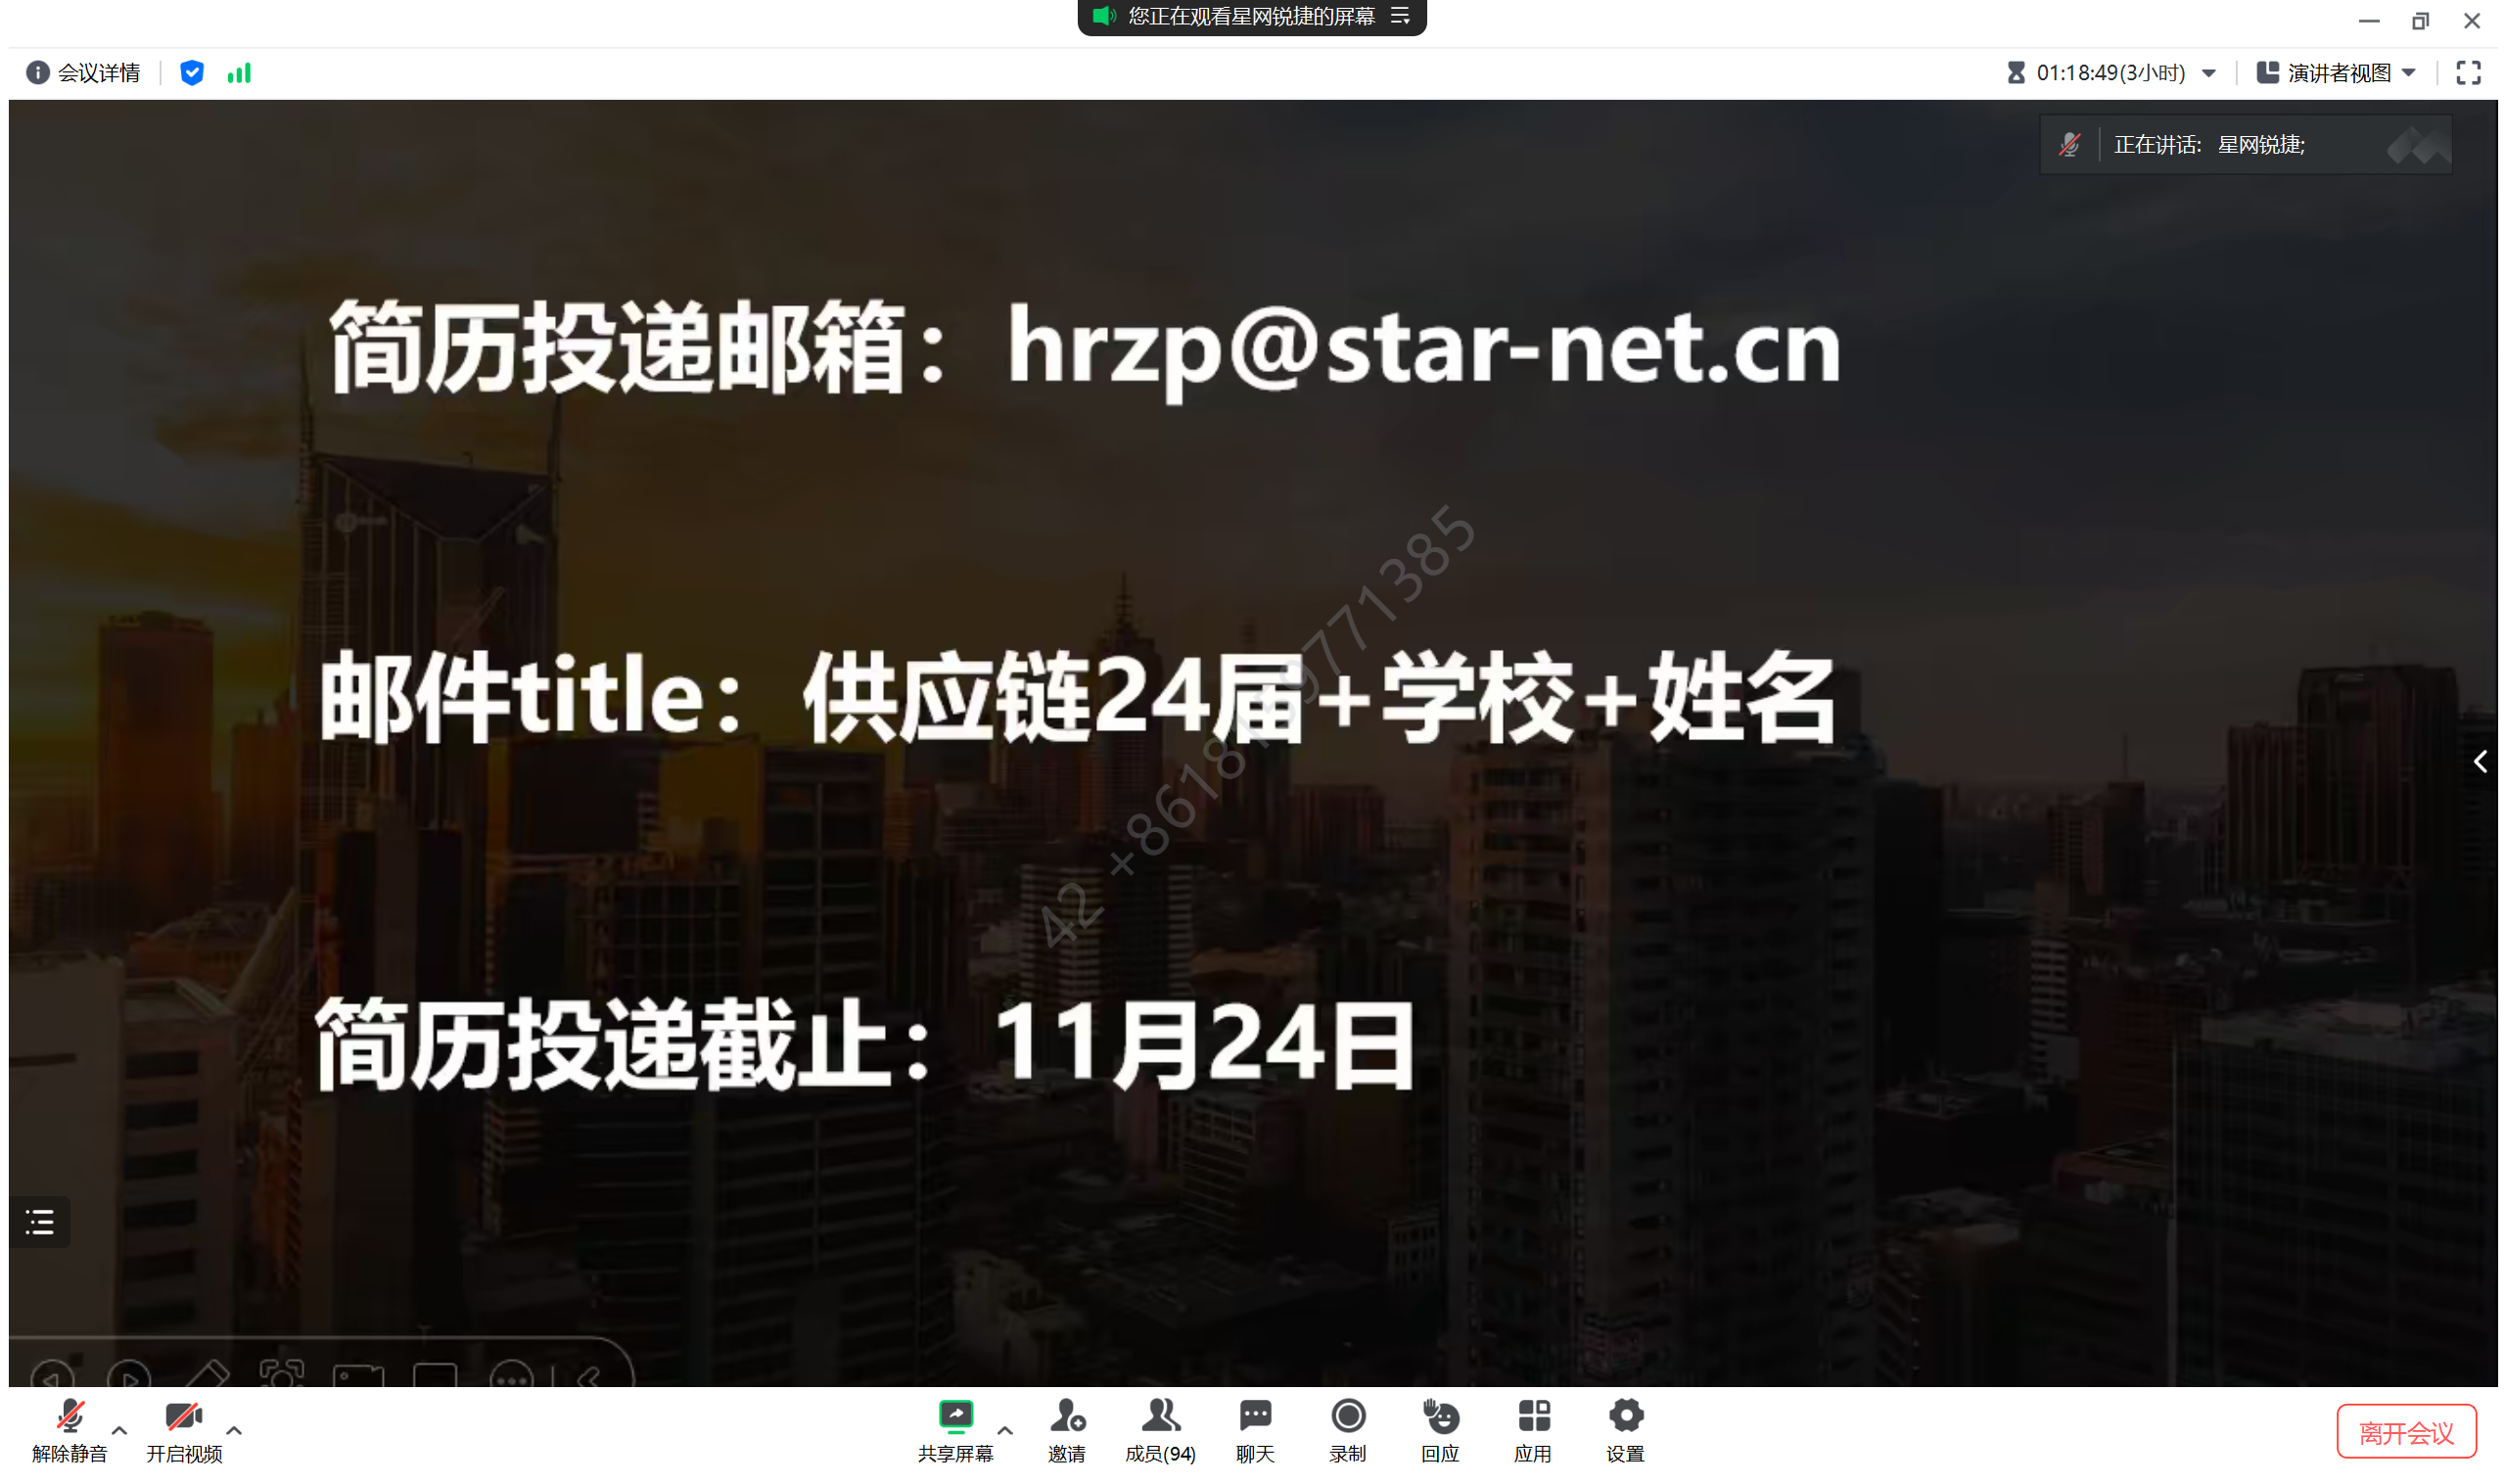 您正在观看星网锐捷的屏幕
会议详情
01:18:49(3小时)
演讲者视图
正在讲话: 星网锐捷;
简历投递邮箱：hrzp@star-net.cn
邮件title：供应链24届+学校+姓名
简历投递截止：11月24日
解除静音
开启视频
共享屏幕
邀请
成员(94)
聊天
录制
回应
应用
设置
离开会议